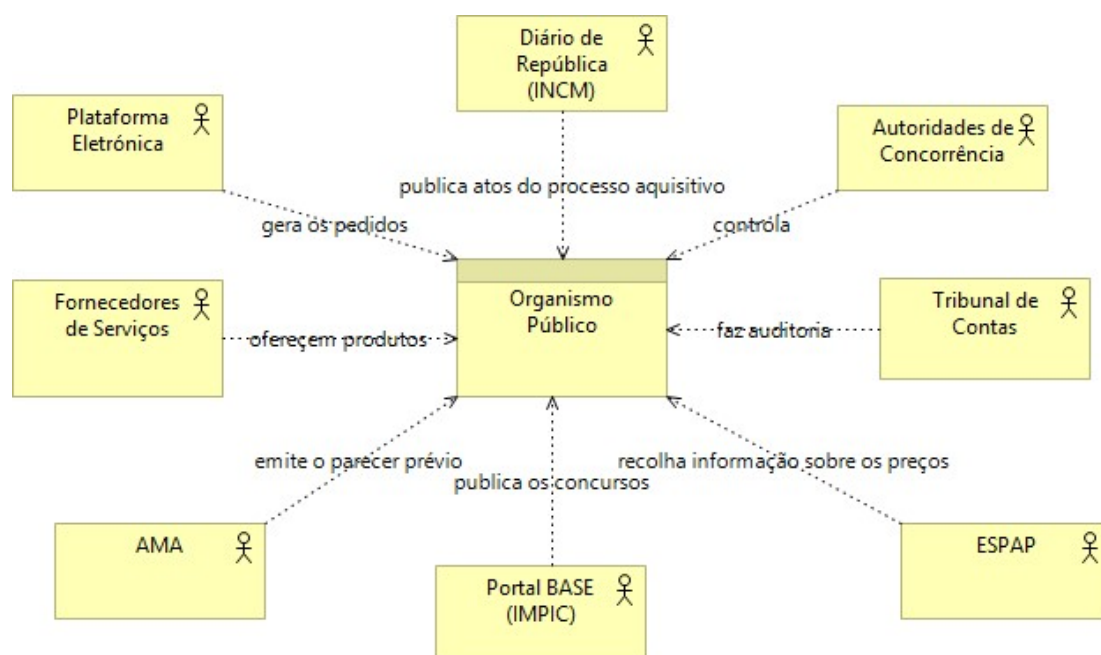 Diário de
República
(INCM)
Plataforma
Eletrónica
Autoridades de
Concorrência
publica atos do processo aquisitivo
gera os pedidos
contróla
Organismo
Público
Fornecedores
de Serviços
Tribunal de
Contas
ofereçem produtos
faz auditoria
emite o parecer prévio
recolha informação sobre os preços
publica os concursos
AMA
ESPAP
Portal BASE
(IMPIC)